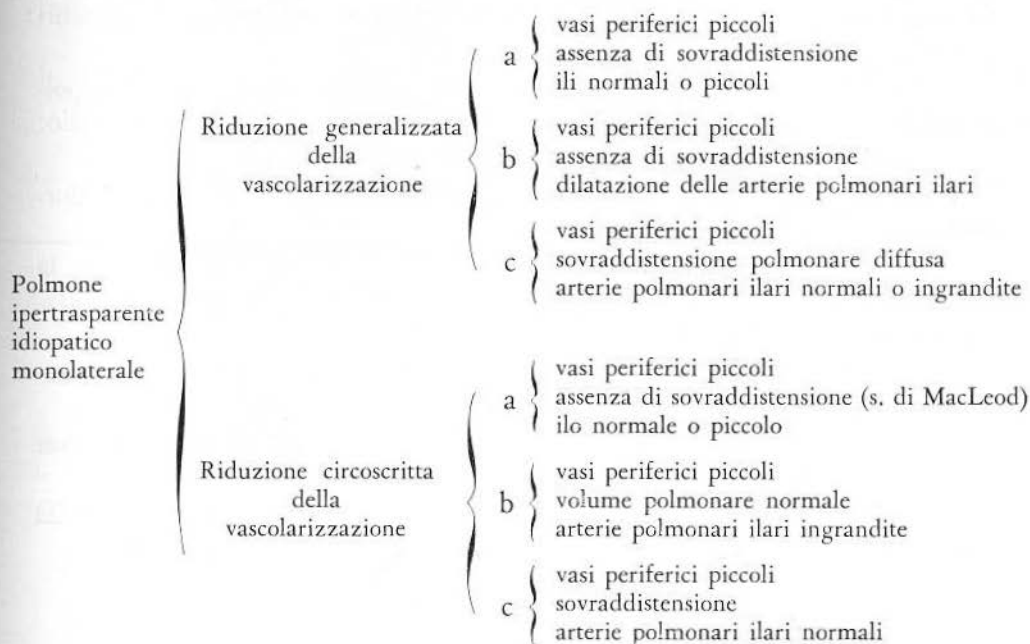 Polmone
ipertrasparente
idiopatico
monolaterale
Riduzione generalizzata
della
vascolarizzazione
a
vasi periferici piccoli
assenza di sovraddistensione
ili normali o piccoli
b
vasi periferici piccoli
assenza di sovraddistensione
dilatazione delle arterie polmonari ilari
c
vasi periferici piccoli
sovraddistensione polmonare diffusa
arterie polmonari ilari normali o ingrandite
Riduzione circoscritta
della
vascolarizzazione
a
vasi periferici piccoli
assenza di sovraddistensione (s. di MacLeod)
ilo normale o piccolo
b
vasi periferici piccoli
volume polmonare normale
arterie polmonari ilari ingrandite
c
vasi periferici piccoli
sovraddistensione
arterie polmonari ilari normali